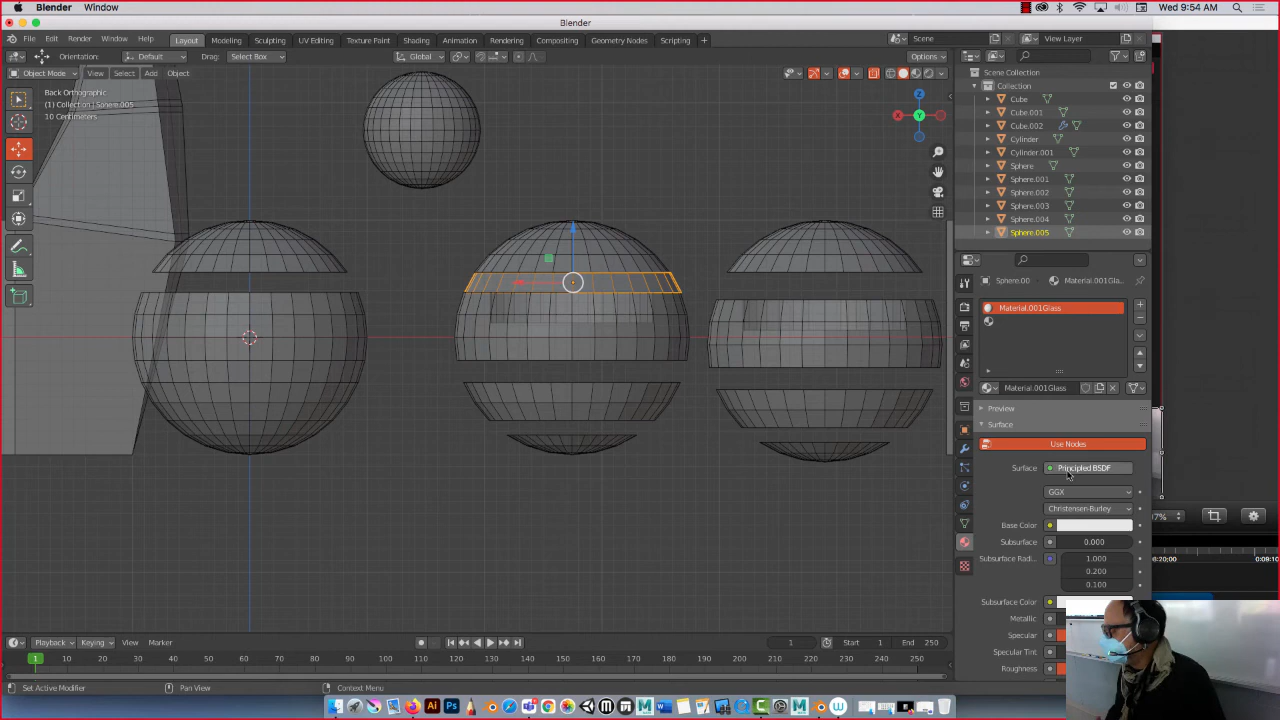 Blender Window Wed 9:54 AM
Blender
File Edit Render Window Help Layout Modeling Sculpting UV Editing Texture Paint Shading Animation Rendering Compositing Geometry Nodes Scripting + Scene View Layer
Orientation: Default Drag: Select Box Global Options
Object Mode View Select Add Object
Back Orthographic
(1) Collection | Sphere.005
10 Centimeters
Z
X
Y
Scene Collection
Collection
Cube
Cube.001
Cube.002
Cylinder
Cylinder.001
Sphere
Sphere.001
Sphere.002
Sphere.003
Sphere.004
Sphere.005
Sphere.00 Material.001Gla...
Material.001Glass
Material.001Glass
Preview
Surface
Use Nodes
Surface Principled BSDF
GGX
Christensen-Burley
Base Color
Subsurface 0.000
Subsurface Radi... 1.000
0.200
0.100
Subsurface Color
Metallic
Specular
Specular Tint
Roughness
7%
:20;00 0:09:10
Playback Keying View Marker 1 Start 1 End 250
1 10 20 30 40 50 60 70 80 90 100 110 120 130 140 150 160 170 180 190 200 210 220 230 240 250
Set Active Modifier Pan View Context Menu